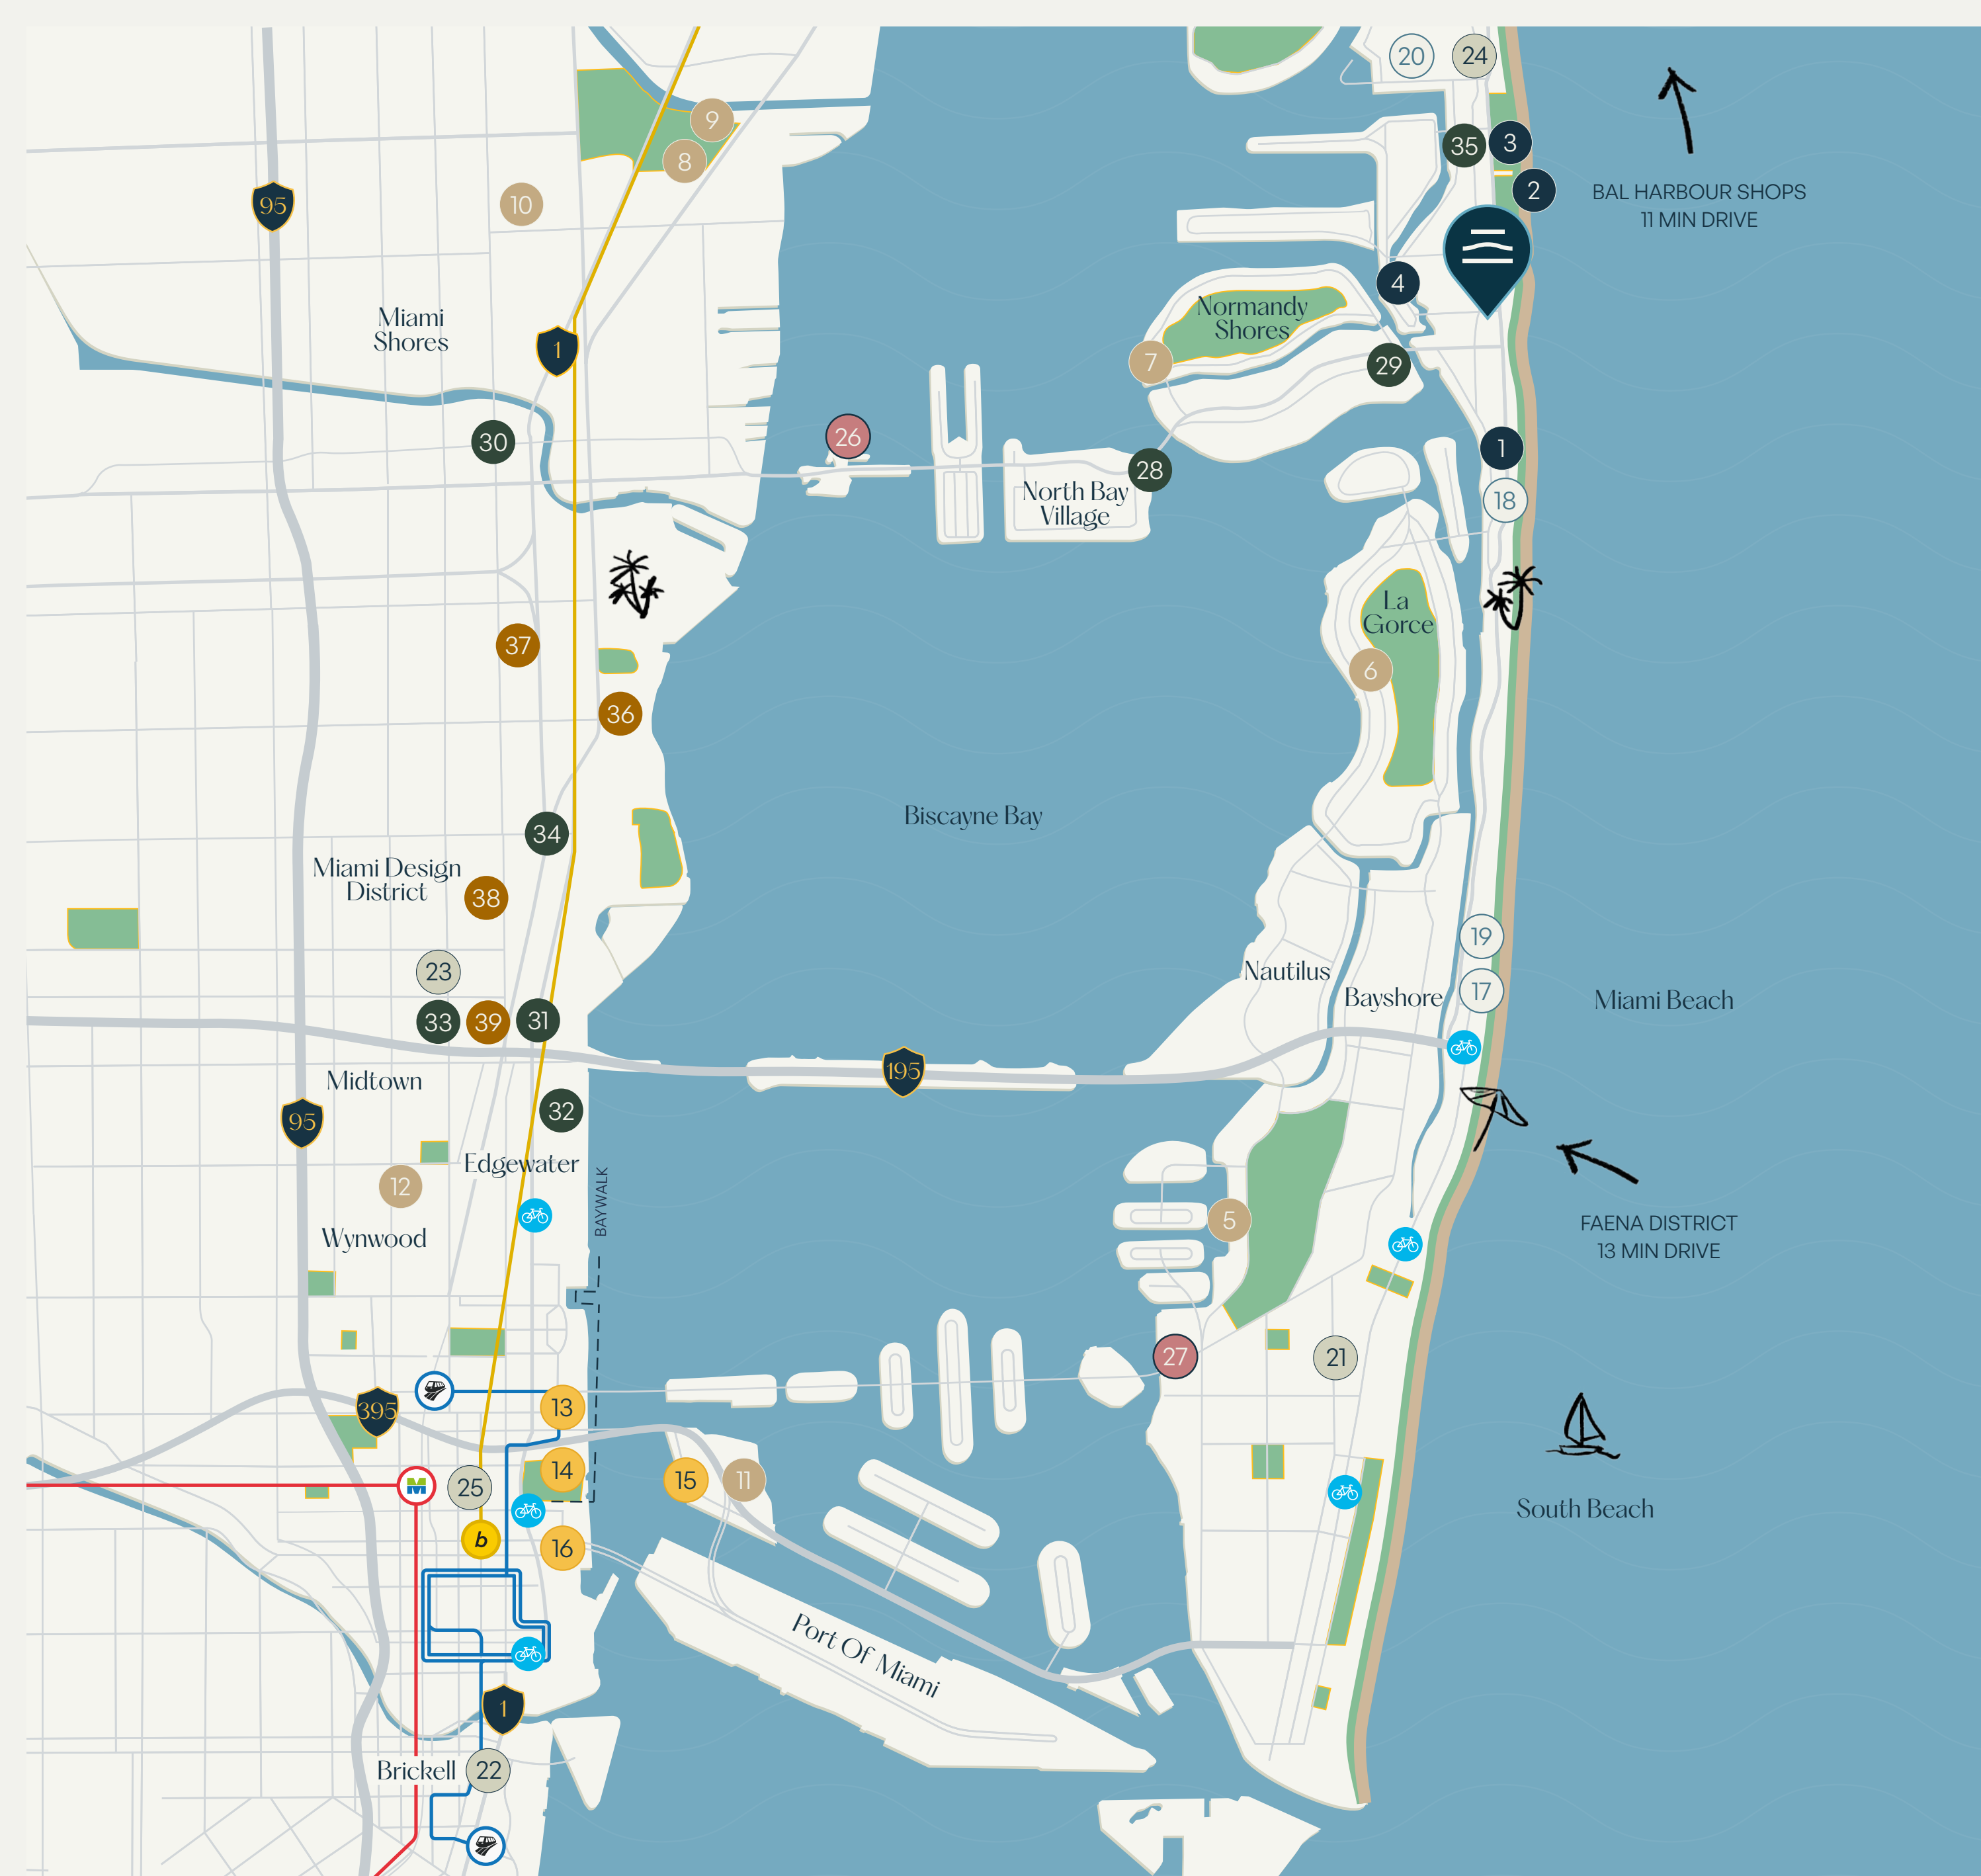 20
24
9
35
3
8
2
BAL HARBOUR SHOPS
11 MIN DRIVE
95
10
4
Miami
Shores
Normandy
Shores
1
7
29
30
26
1
28
North Bay
Village
18
La
Gorce
37
6
36
Biscayne Bay
34
Miami Design
District
38
19
23
Nautilus
17
Bayshore
Miami Beach
33
39
31
195
Midtown
95
32
Edgewater
12
BAYWALK
5
Wynwood
FAENA DISTRICT
13 MIN DRIVE
27
21
395
13
14
15
11
M
25
South Beach
b
16
Port Of Miami
1
Brickell
22